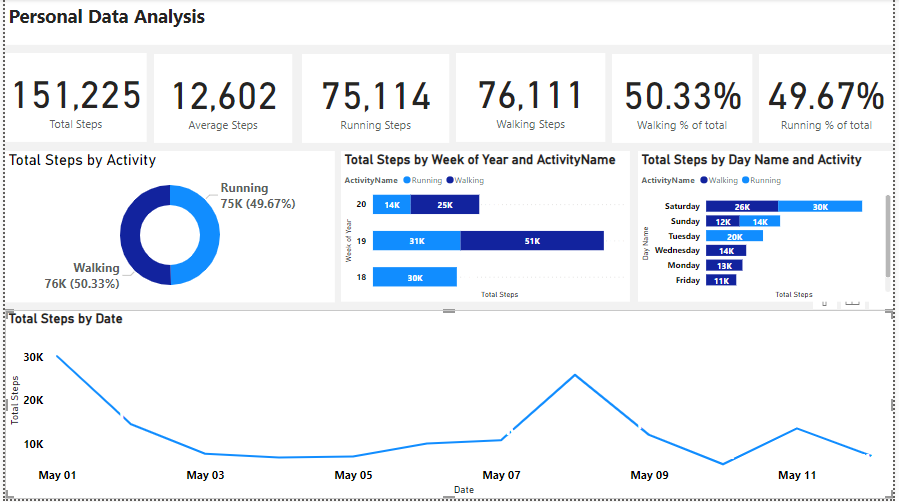 Personal Data Analysis
151,225
Total Steps
12,602
Average Steps
75,114
Running Steps
76,111
Walking Steps
50.33%
Walking % of total
49.67%
Running % of total
Total Steps by Activity
Running
75K (49.67%)
Walking
76K (50.33%)
Total Steps by Week of Year and ActivityName
ActivityName Running Walking
Week of Year
20 14K 25K
19 31K 51K
18 30K
Total Steps
Total Steps by Day Name and Activity
ActivityName Walking Running
Day Name
Saturday 26K 30K
Sunday 12K 14K
Tuesday 20K
Wednesday 14K
Monday 13K
Friday 11K
Total Steps
Total Steps by Date
Total Steps
30K
20K
10K
May 01 May 03 May 05 May 07 May 09 May 11
Date